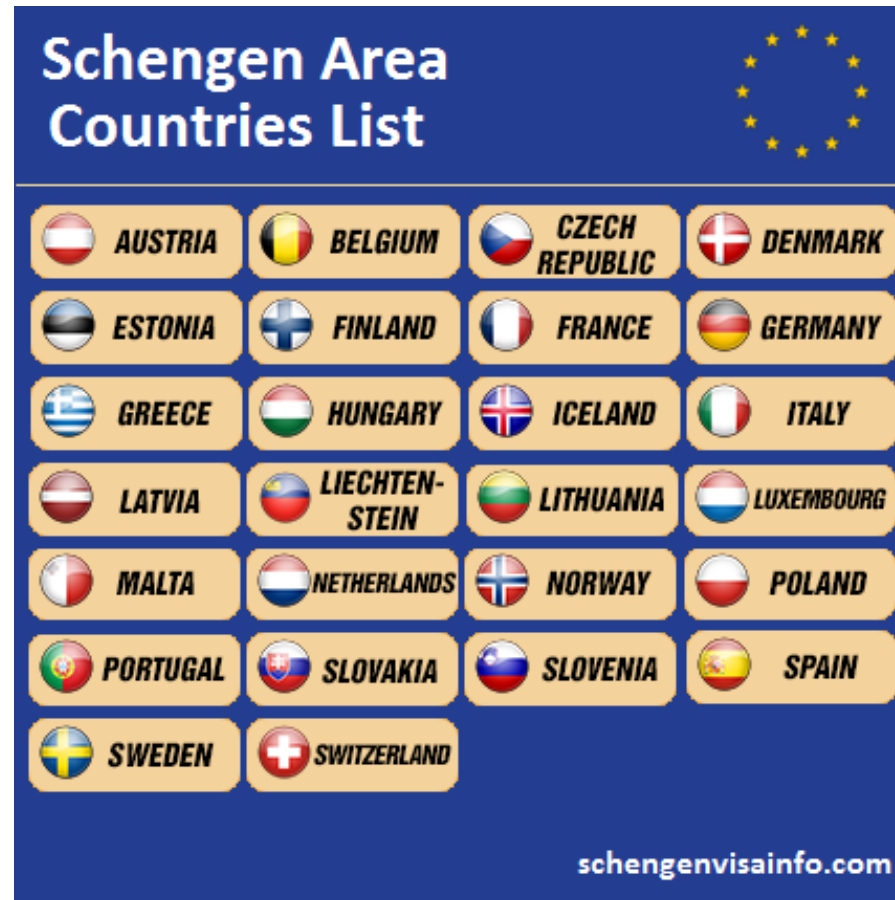 Schengen Area
Countries List
AUSTRIA
BELGIUM
CZECH
REPUBLIC
DENMARK
ESTONIA
FINLAND
FRANCE
GERMANY
GREECE
HUNGARY
ICELAND
ITALY
LATVIA
LIECHTEN-
STEIN
LITHUANIA
LUXEMBOURG
MALTA
NETHERLANDS
NORWAY
POLAND
PORTUGAL
SLOVAKIA
SLOVENIA
SPAIN
SWEDEN
SWITZERLAND
schengenvisainfo.com